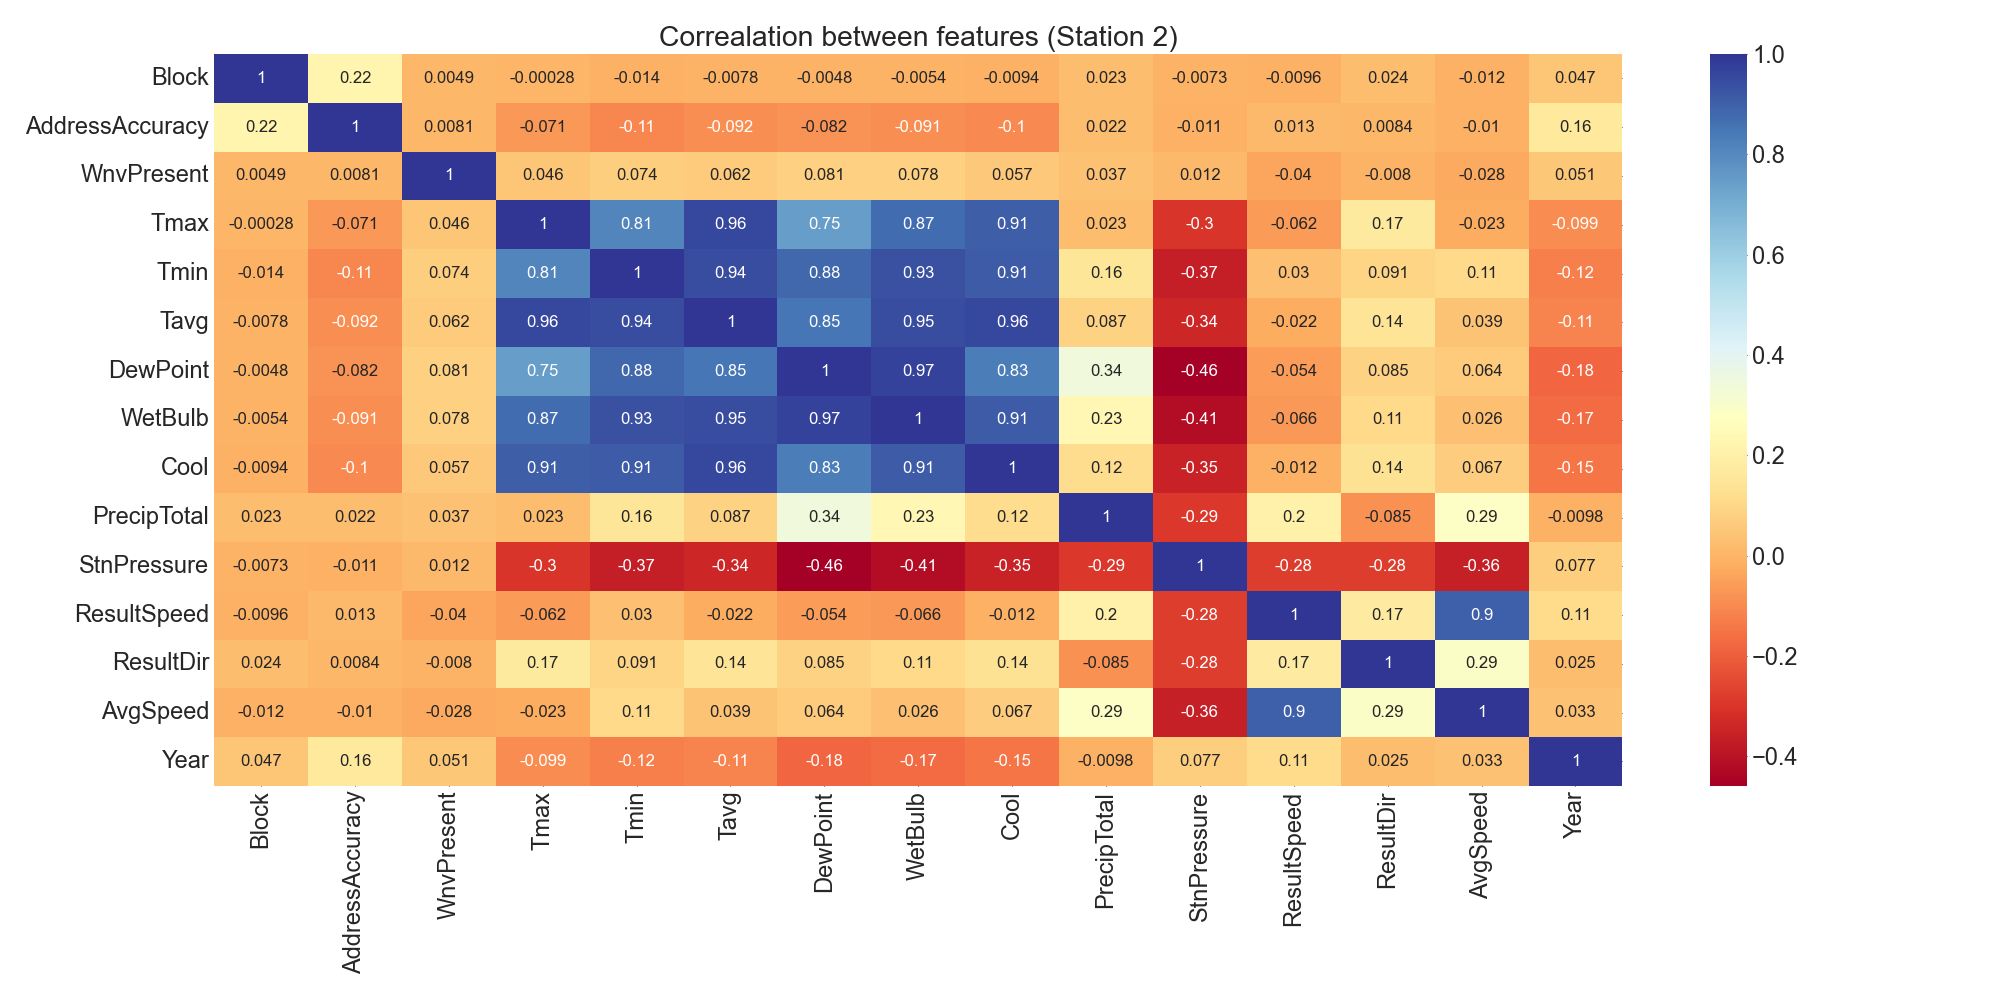 Correalation between features (Station 2)
Block 1 0.22 0.0049 -0.00028 -0.014 -0.0078 -0.0048 -0.0054 -0.0094 0.023 -0.0073 -0.0096 0.024 -0.012 0.047
AddressAccuracy 0.22 1 0.0081 -0.071 -0.11 -0.092 -0.082 -0.091 -0.1 0.022 -0.011 0.013 0.0084 -0.01 0.16
WnvPresent 0.0049 0.0081 1 0.046 0.074 0.062 0.081 0.078 0.057 0.037 0.012 -0.04 -0.008 -0.028 0.051
Tmax -0.00028 -0.071 0.046 1 0.81 0.96 0.75 0.87 0.91 0.023 -0.3 -0.062 0.17 -0.023 -0.099
Tmin -0.014 -0.11 0.074 0.81 1 0.94 0.88 0.93 0.91 0.16 -0.37 0.03 0.091 0.11 -0.12
Tavg -0.0078 -0.092 0.062 0.96 0.94 1 0.85 0.95 0.96 0.087 -0.34 -0.022 0.14 0.039 -0.11
DewPoint -0.0048 -0.082 0.081 0.75 0.88 0.85 1 0.97 0.83 0.34 -0.46 -0.054 0.085 0.064 -0.18
WetBulb -0.0054 -0.091 0.078 0.87 0.93 0.95 0.97 1 0.91 0.23 -0.41 -0.066 0.11 0.026 -0.17
Cool -0.0094 -0.1 0.057 0.91 0.91 0.96 0.83 0.91 1 0.12 -0.35 -0.012 0.14 0.067 -0.15
PrecipTotal 0.023 0.022 0.037 0.023 0.16 0.087 0.34 0.23 0.12 1 -0.29 0.2 -0.085 0.29 -0.0098
StnPressure -0.0073 -0.011 0.012 -0.3 -0.37 -0.34 -0.46 -0.41 -0.35 -0.29 1 -0.28 -0.28 -0.36 0.077
ResultSpeed -0.0096 0.013 -0.04 -0.062 0.03 -0.022 -0.054 -0.066 -0.012 0.2 -0.28 1 0.17 0.9 0.11
ResultDir 0.024 0.0084 -0.008 0.17 0.091 0.14 0.085 0.11 0.14 -0.085 -0.28 0.17 1 0.29 0.025
AvgSpeed -0.012 -0.01 -0.028 -0.023 0.11 0.039 0.064 0.026 0.067 0.29 -0.36 0.9 0.29 1 0.033
Year 0.047 0.16 0.051 -0.099 -0.12 -0.11 -0.18 -0.17 -0.15 -0.0098 0.077 0.11 0.025 0.033 1
Block AddressAccuracy WnvPresent Tmax Tmin Tavg DewPoint WetBulb Cool PrecipTotal StnPressure ResultSpeed ResultDir AvgSpeed Year
1.0
0.8
0.6
0.4
0.2
0.0
−0.2
−0.4